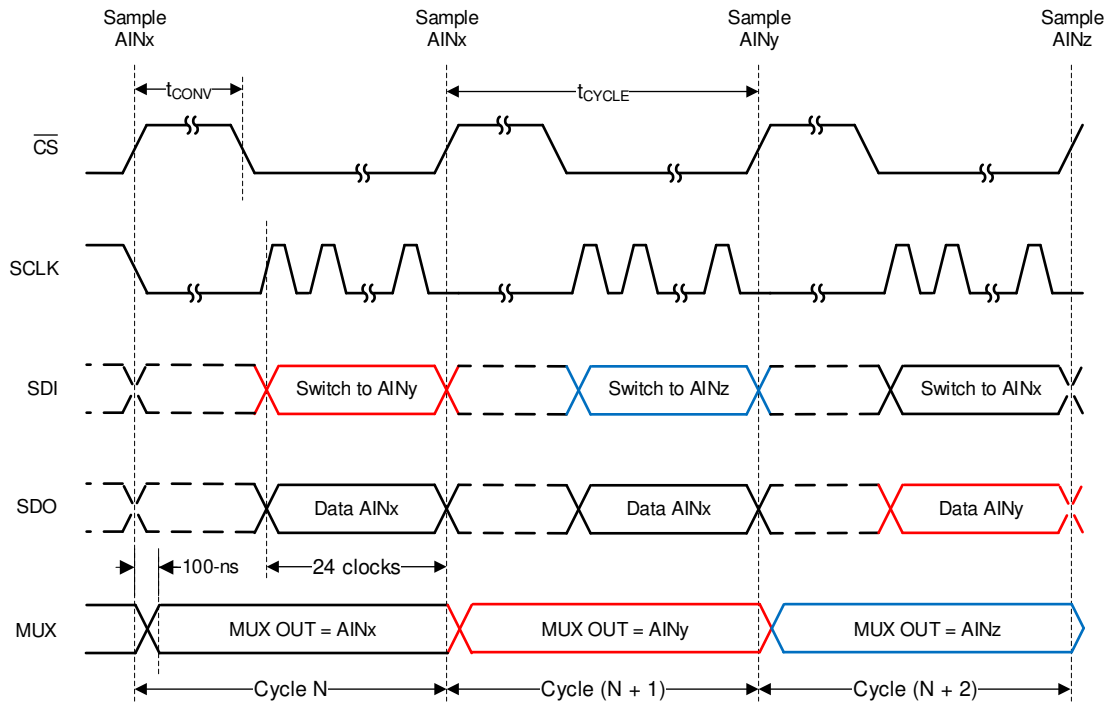 Sample
AINx
Sample
AINx
Sample
AINy
Sample
AINz
tCONV
tCYCLE
CS
SCLK
SDI
Switch to AINy
Switch to AINz
Switch to AINx
SDO
Data AINx
Data AINx
Data AINy
100-ns
24 clocks
MUX
MUX OUT = AINx
MUX OUT = AINy
MUX OUT = AINz
Cycle N
Cycle (N + 1)
Cycle (N + 2)